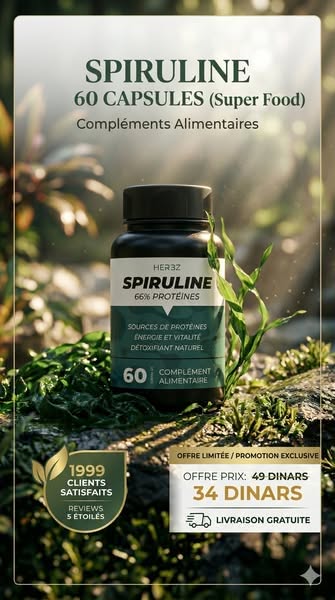 SPIRULINE
60 CAPSULES (Super Food)
Compléments Alimentaires
HERBZ
SPIRULINE
66% PROTÉINES
SOURCES DE PROTÉINES
ÉNERGIE ET VITALITÉ
DÉTOXIFIANT NATUREL
60
COMPLÉMENT
ALIMENTAIRE
1999
CLIENTS
SATISFAITS
REVIEWS
5 ÉTOILÉS
OFFRE LIMITÉE / PROMOTION EXCLUSIVE
OFFRE PRIX: 49 DINARS
34 DINARS
LIVRAISON GRATUITE